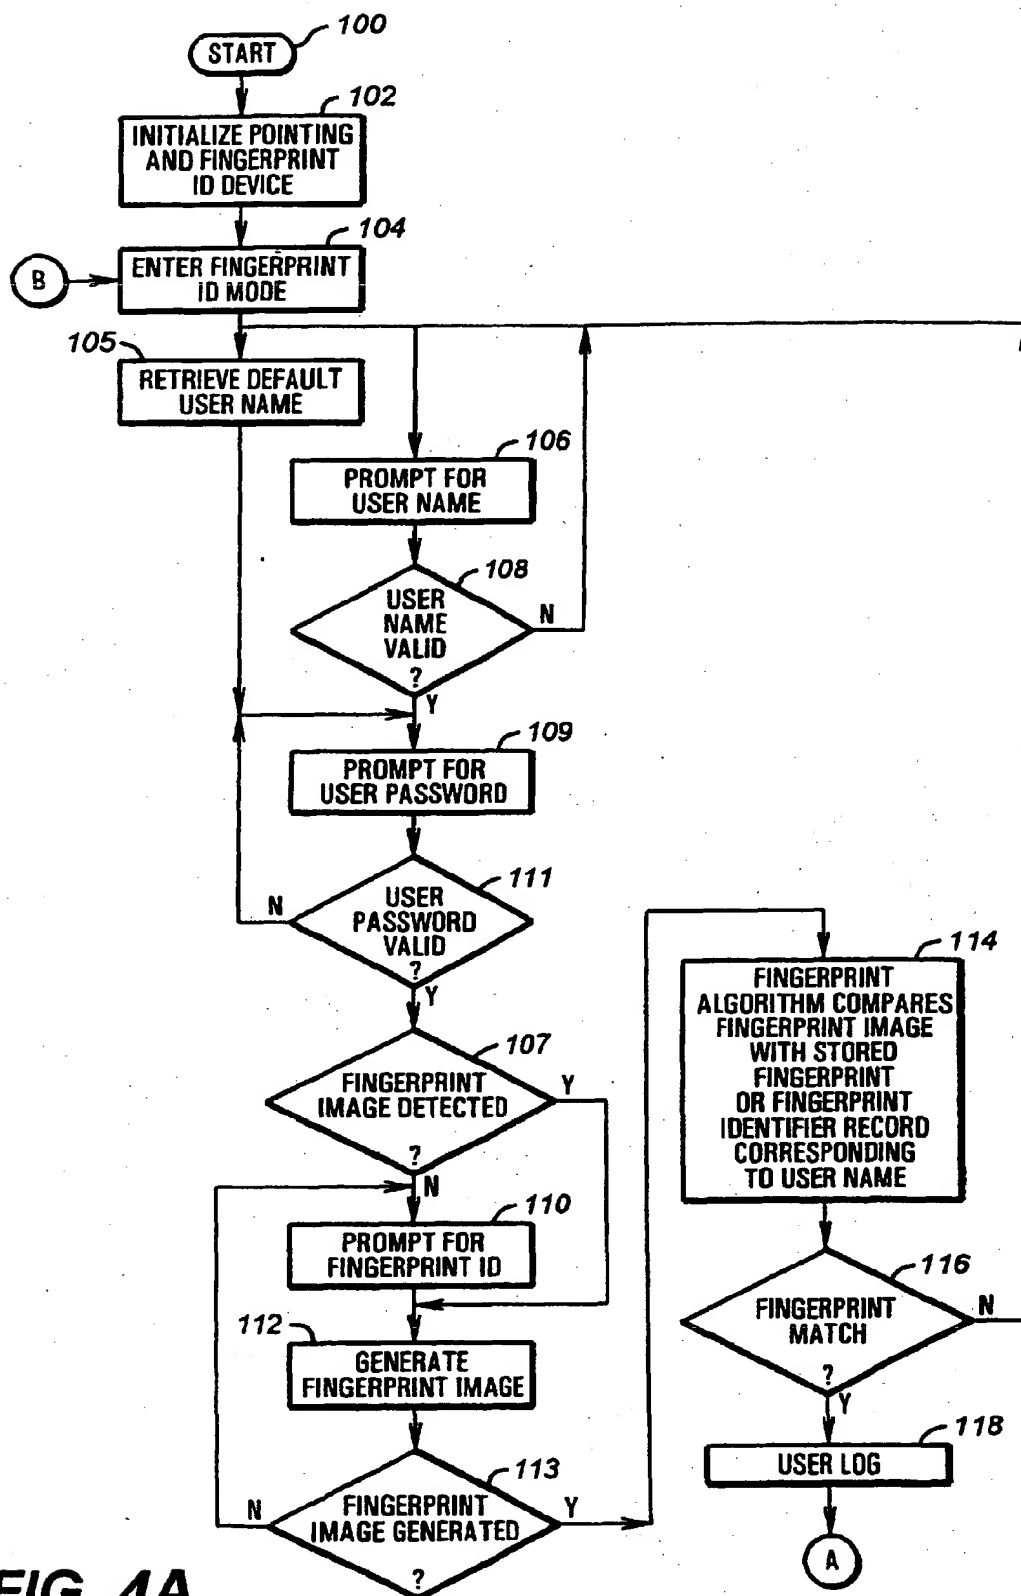 100
START
102
INITIALIZE POINTING
AND FINGERPRINT
ID DEVICE
104
B
ENTER FINGERPRINT
ID MODE
105
RETRIEVE DEFAULT
USER NAME
106
PROMPT FOR
USER NAME
108
USER
NAME
VALID
?
N
Y
109
PROMPT FOR
USER PASSWORD
111
USER
PASSWORD
VALID
?
N
Y
107
FINGERPRINT
IMAGE DETECTED
?
Y
N
110
PROMPT FOR
FINGERPRINT ID
112
GENERATE
FINGERPRINT IMAGE
113
FINGERPRINT
IMAGE GENERATED
?
N
Y
114
FINGERPRINT
ALGORITHM COMPARES
FINGERPRINT IMAGE
WITH STORED
FINGERPRINT
OR FINGERPRINT
IDENTIFIER RECORD
CORRESPONDING
TO USER NAME
116
FINGERPRINT
MATCH
?
N
Y
118
USER LOG
A
FIG. 4A